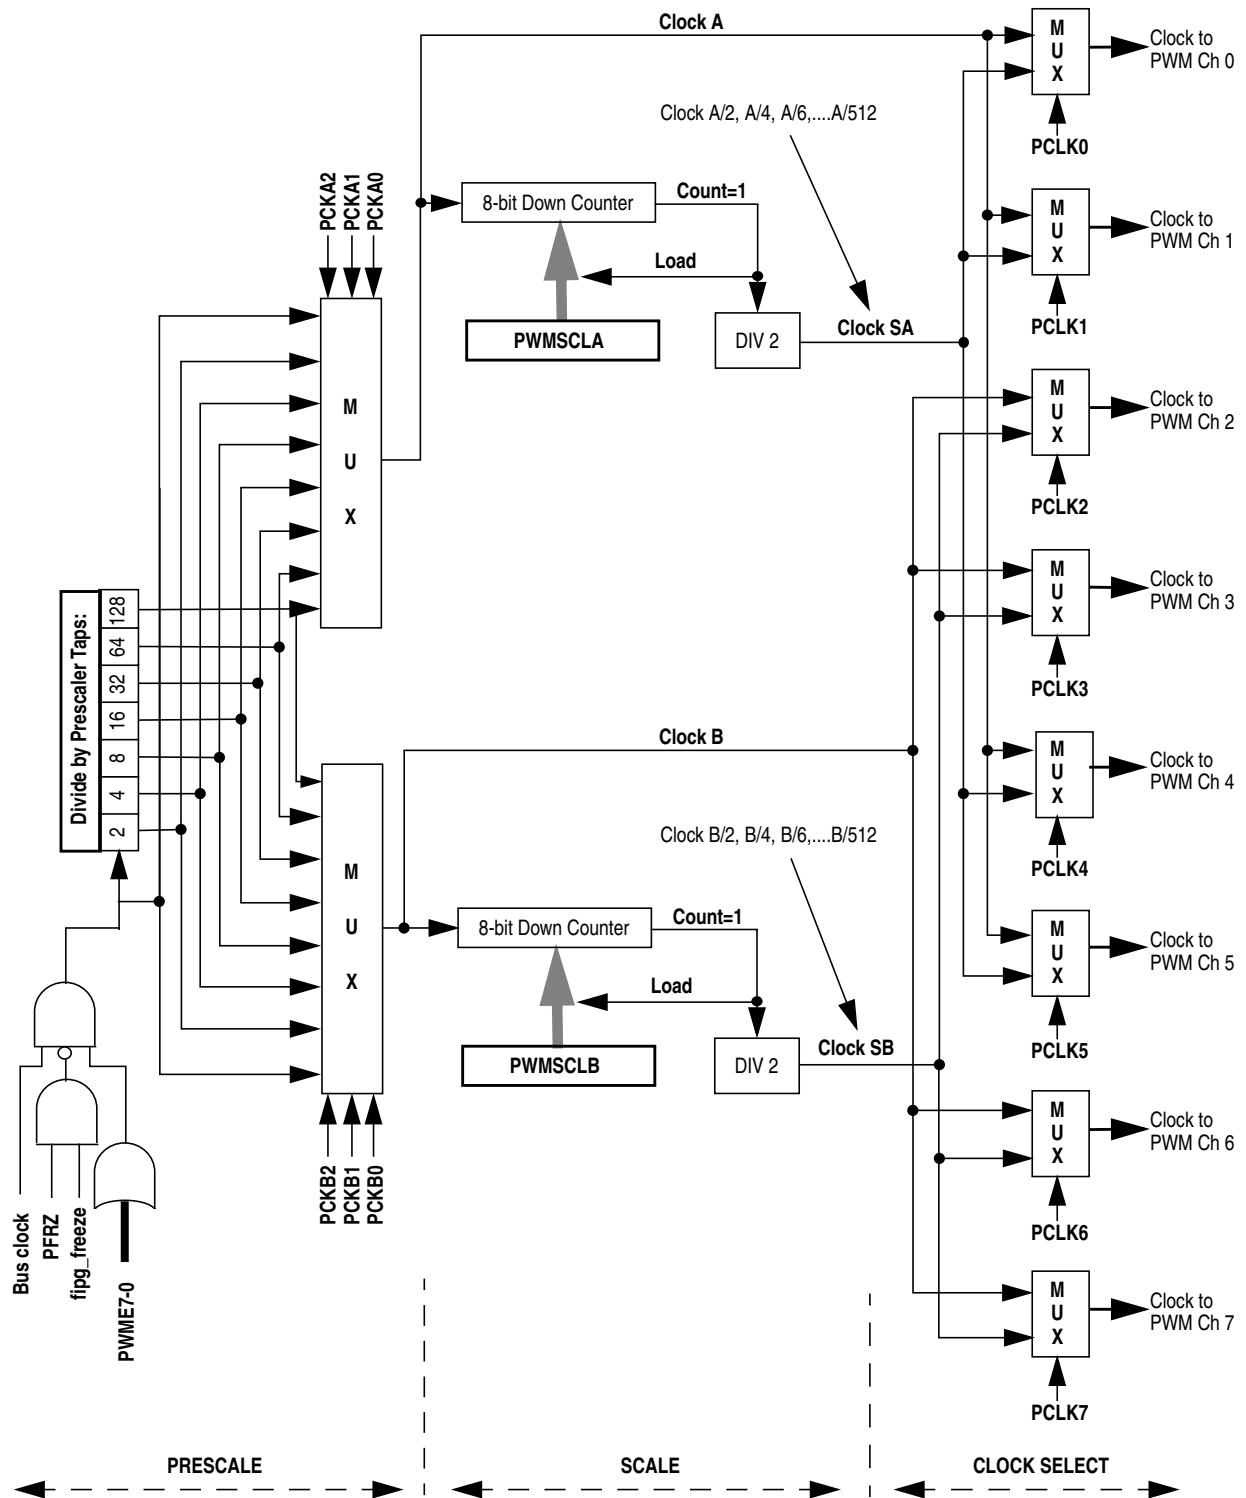 Clock A
M
U
X
Clock to
PWM Ch 0
PCLK0
Clock A/2, A/4, A/6,....A/512
PCKA2
PCKA1
PCKA0
8-bit Down Counter
Count=1
Load
PWMSCLA
DIV 2
Clock SA
M
U
X
Clock to
PWM Ch 1
PCLK1
M
U
X
M
U
X
Clock to
PWM Ch 2
PCLK2
M
U
X
Clock to
PWM Ch 3
PCLK3
Divide by Prescaler Taps:
128
64
32
16
8
4
2
Clock B
M
U
X
Clock to
PWM Ch 4
PCLK4
Clock B/2, B/4, B/6,....B/512
M
U
X
8-bit Down Counter
Count=1
Load
PWMSCLB
DIV 2
Clock SB
M
U
X
Clock to
PWM Ch 5
PCLK5
PCKB2
PCKB1
PCKB0
M
U
X
Clock to
PWM Ch 6
PCLK6
Bus clock
PFRZ
fipg_freeze
PWME7-0
M
U
X
Clock to
PWM Ch 7
PCLK7
PRESCALE
SCALE
CLOCK SELECT